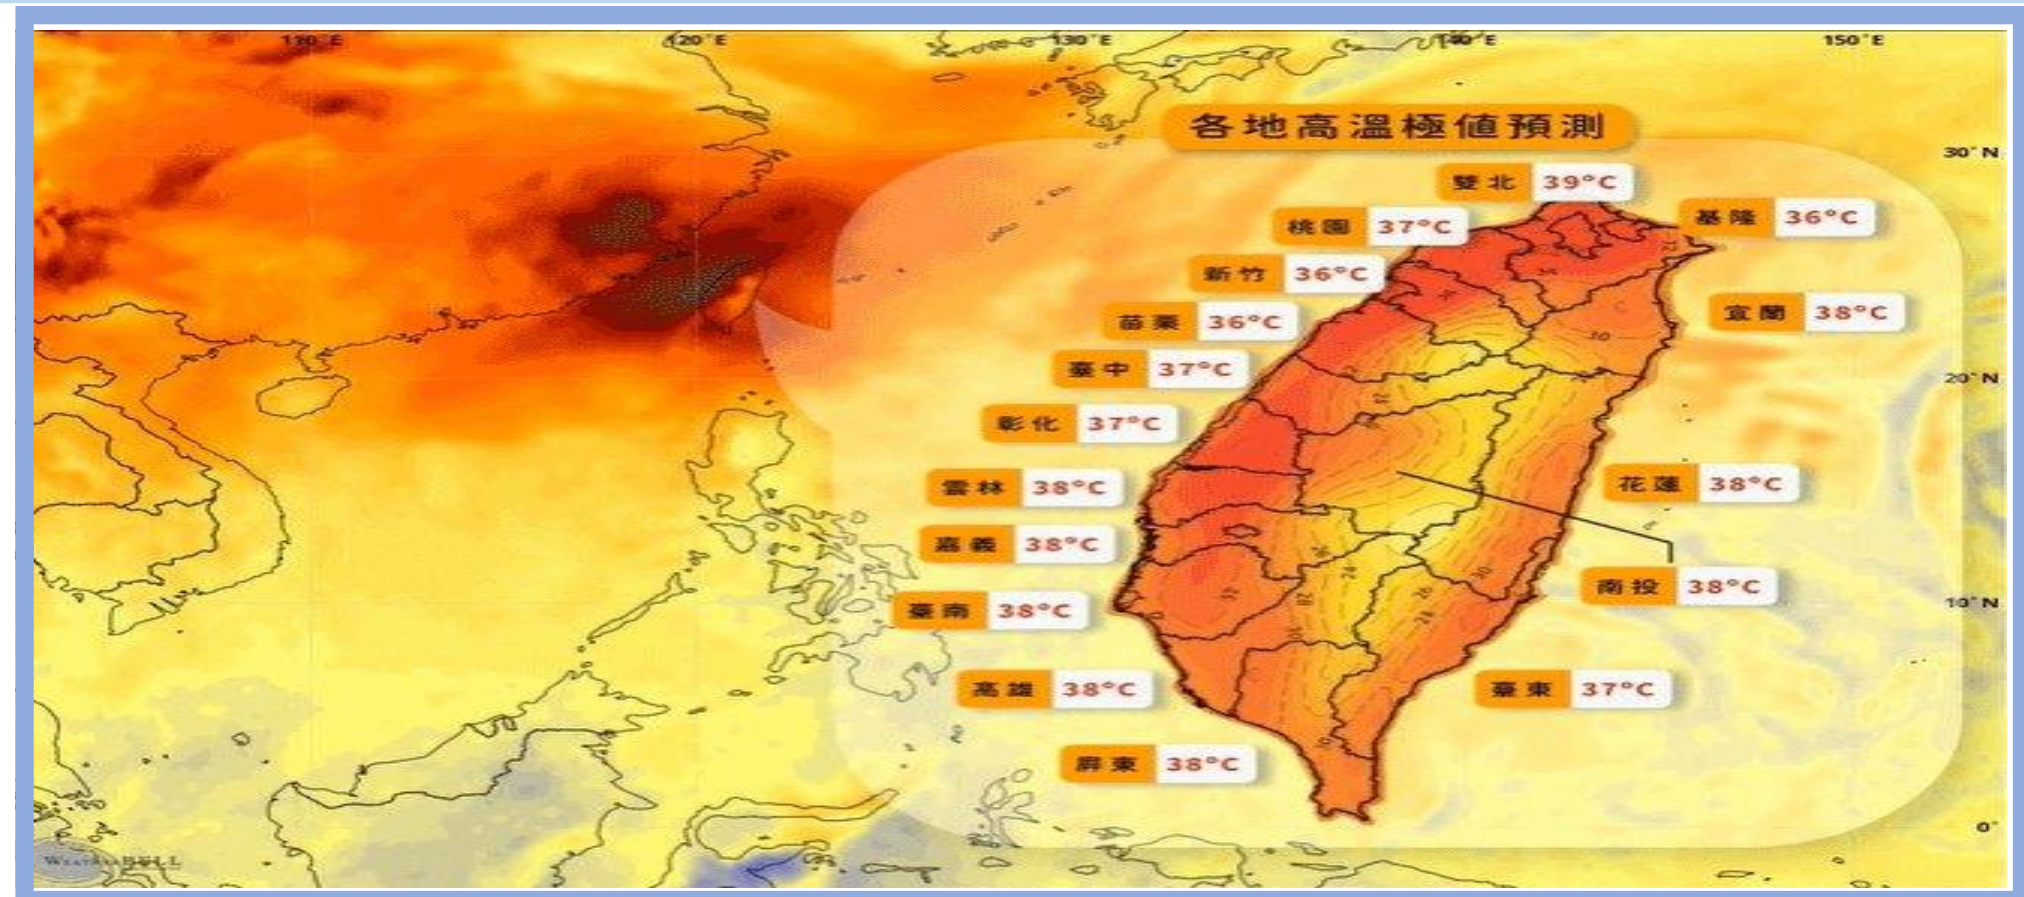 110°E 120°E 130°E 140°E 150°E
各地高溫極值預測
30°N
雙北 39°C
基隆 36°C
桃園 37°C
新竹 36°C
宜蘭 38°C
苗栗 36°C
臺中 37°C
20°N
彰化 37°C
花蓮 38°C
雲林 38°C
嘉義 38°C
南投 38°C
臺南 38°C
10°N
高雄 38°C
臺東 37°C
屏東 38°C
0°
WEATHERBELL